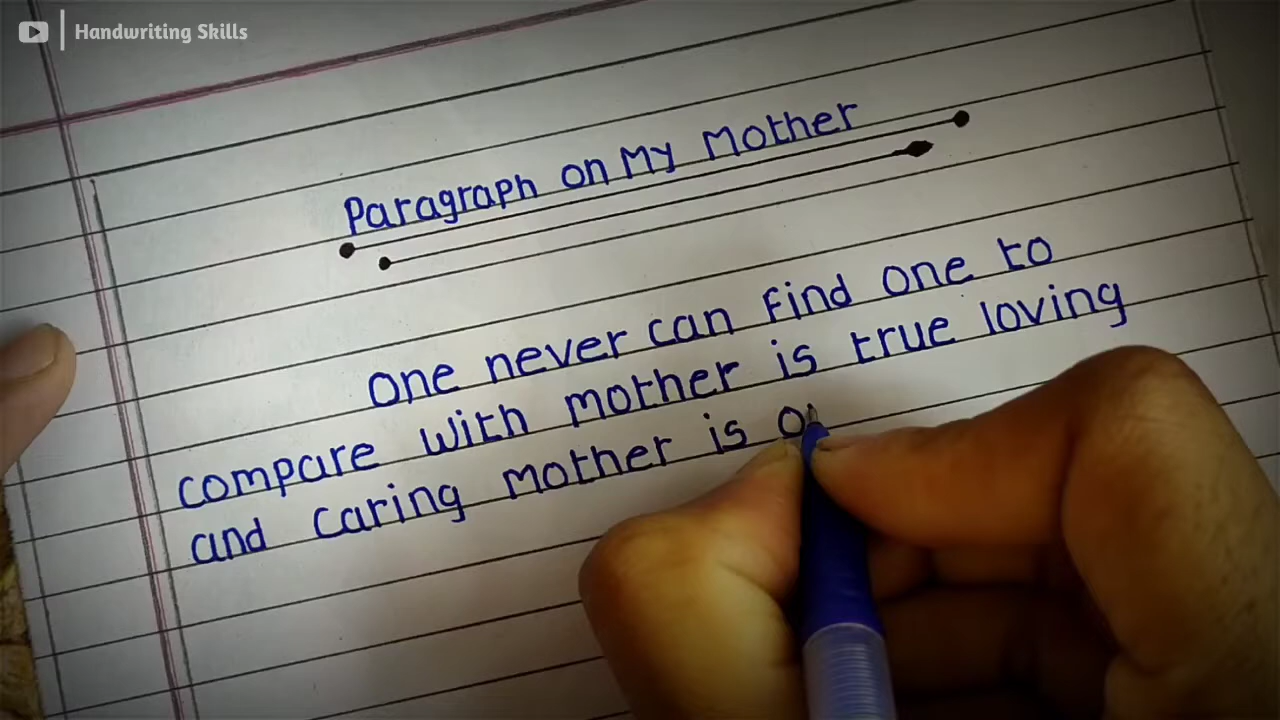 Handwriting Skills
Paragraph on My Mother
one never can find one to
compare with mother is true loving
and caring mother is